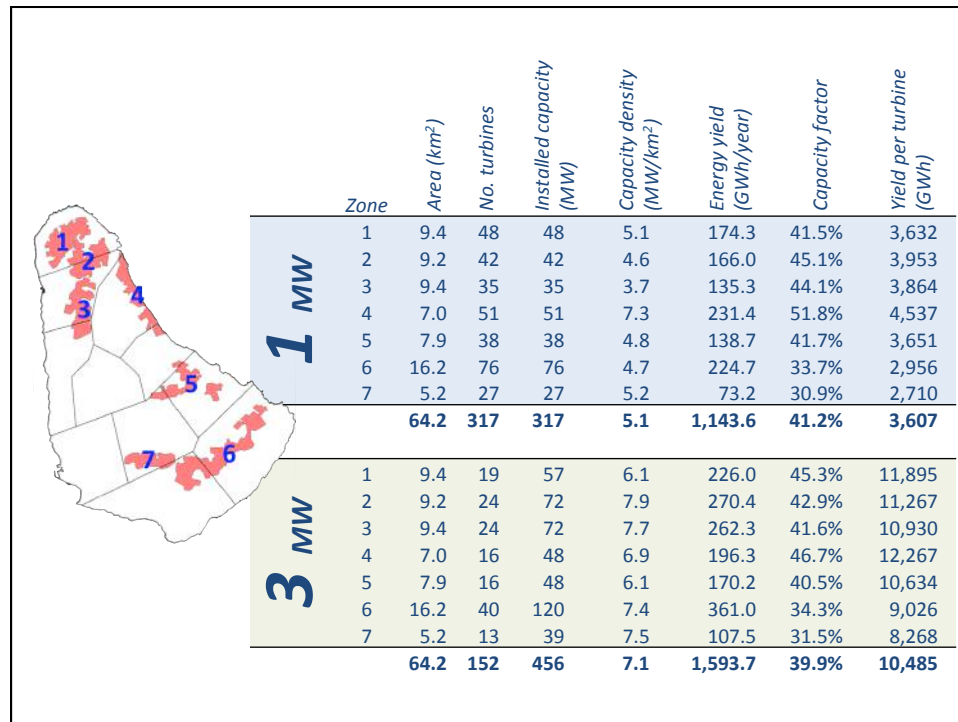 Zone Area (km²) No. turbines Installed capacity (MW) Capacity density (MW/km²) Energy yield (GWh/year) Capacity factor Yield per turbine (GWh)
1 MW
1 9.4 48 48 5.1 174.3 41.5% 3,632
2 9.2 42 42 4.6 166.0 45.1% 3,953
3 9.4 35 35 3.7 135.3 44.1% 3,864
4 7.0 51 51 7.3 231.4 51.8% 4,537
5 7.9 38 38 4.8 138.7 41.7% 3,651
6 16.2 76 76 4.7 224.7 33.7% 2,956
7 5.2 27 27 5.2 73.2 30.9% 2,710
64.2 317 317 5.1 1,143.6 41.2% 3,607
3 MW
1 9.4 19 57 6.1 226.0 45.3% 11,895
2 9.2 24 72 7.9 270.4 42.9% 11,267
3 9.4 24 72 7.7 262.3 41.6% 10,930
4 7.0 16 48 6.9 196.3 46.7% 12,267
5 7.9 16 48 6.1 170.2 40.5% 10,634
6 16.2 40 120 7.4 361.0 34.3% 9,026
7 5.2 13 39 7.5 107.5 31.5% 8,268
64.2 152 456 7.1 1,593.7 39.9% 10,485
1
2
3
4
5
6
7